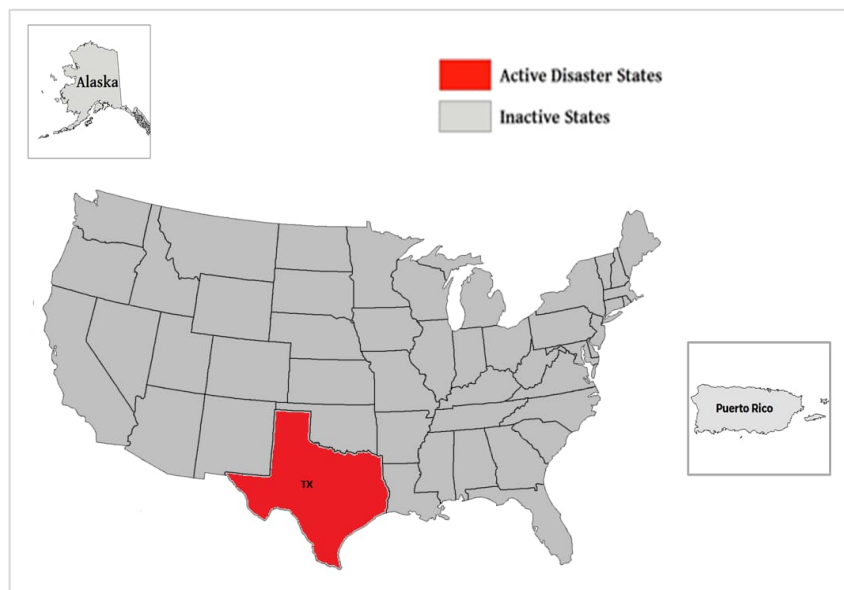 Alaska
Active Disaster States
Inactive States
Puerto Rico
TX